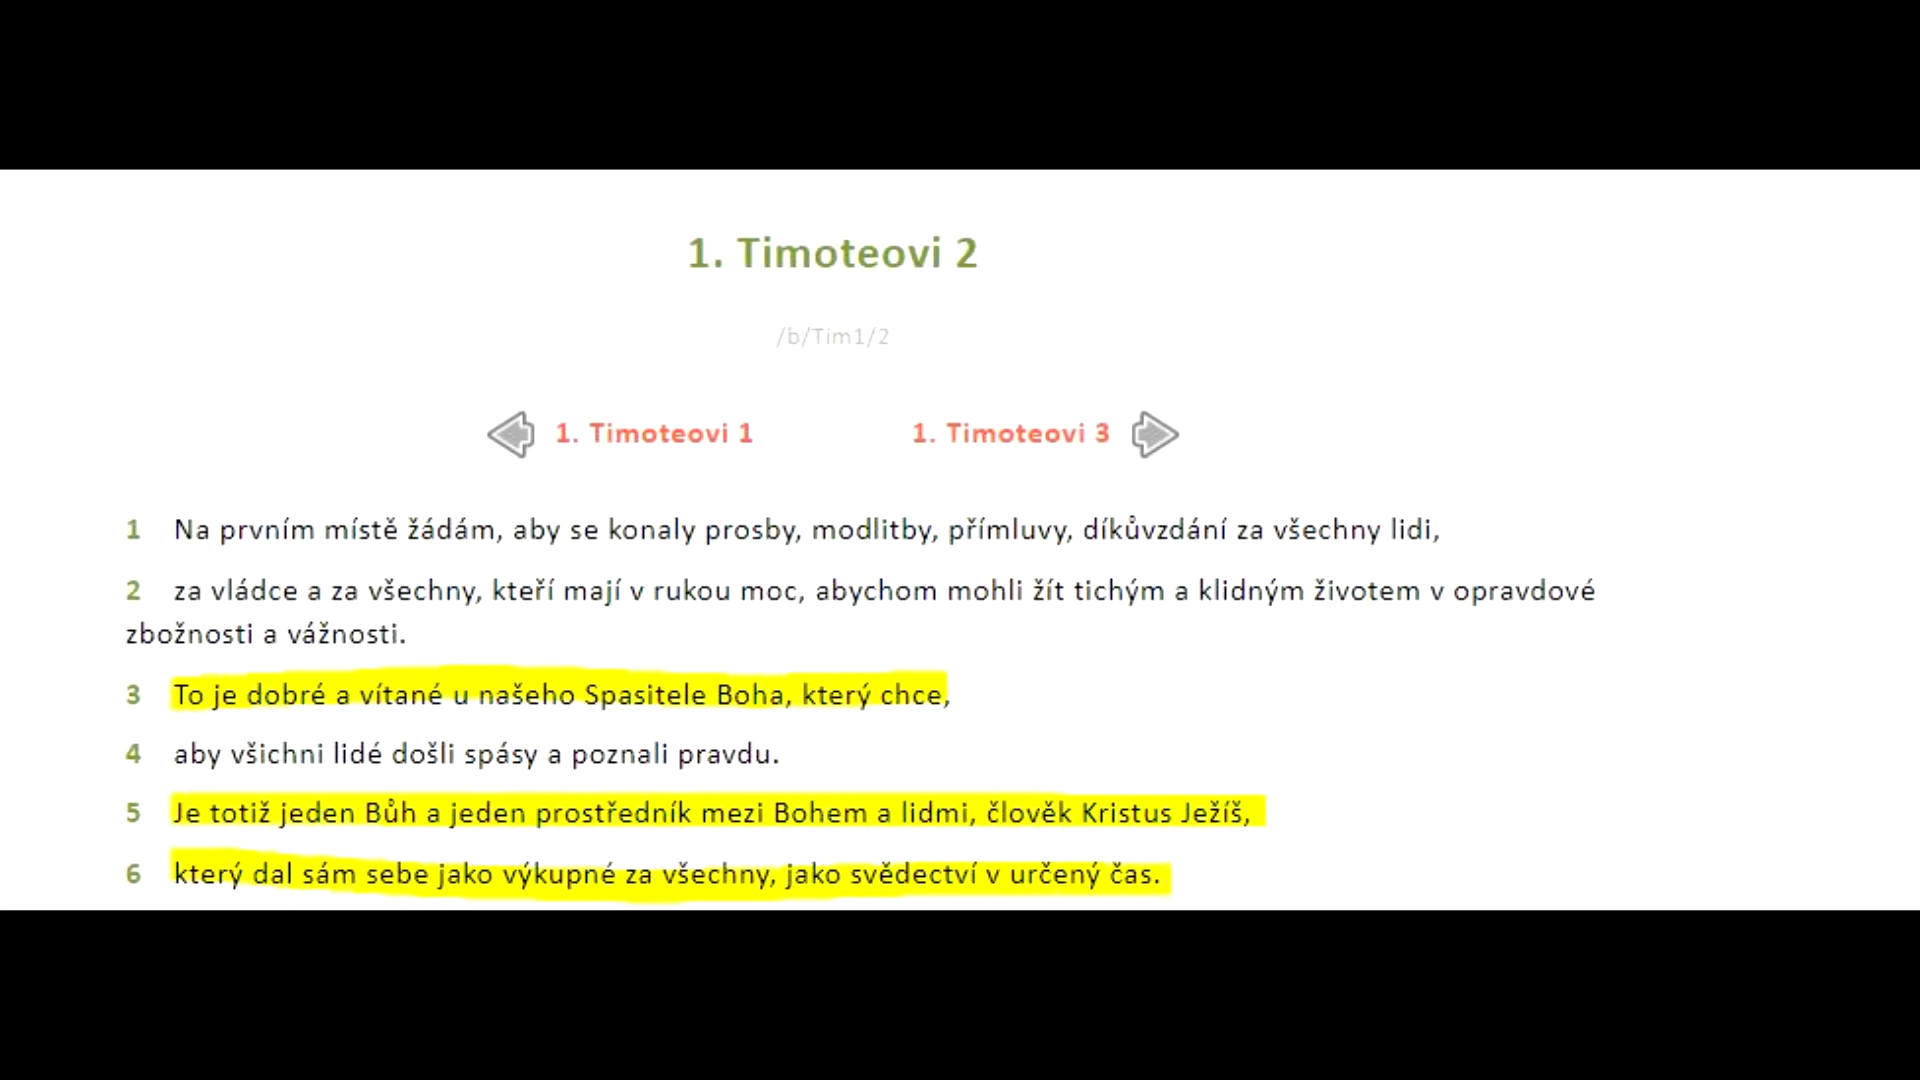 1. Timoteovi 2
/b/Tim1/2
1. Timoteovi 1 1. Timoteovi 3
1 Na prvním místě žádám, aby se konaly prosby, modlitby, přímluvy, díkůvzdání za všechny lidi,
2 za vládce a za všechny, kteří mají v rukou moc, abychom mohli žít tichým a klidným životem v opravdové
zbožnosti a vážnosti.
3 To je dobré a vítané u našeho Spasitele Boha, který chce,
4 aby všichni lidé došli spásy a poznali pravdu.
5 Je totiž jeden Bůh a jeden prostředník mezi Bohem a lidmi, člověk Kristus Ježíš,
6 který dal sám sebe jako výkupné za všechny, jako svědectví v určený čas.